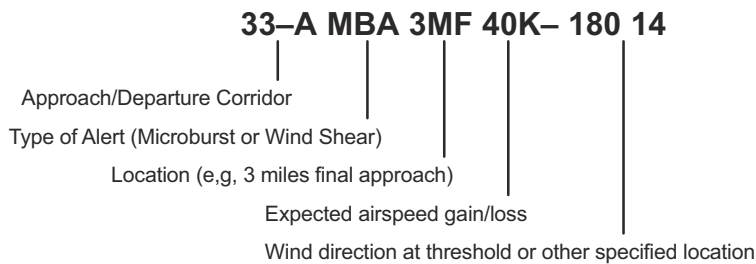 33–A MBA 3MF 40K– 180 14
Approach/Departure Corridor
Type of Alert (Microburst or Wind Shear)
Location (e,g, 3 miles final approach)
Expected airspeed gain/loss
Wind direction at threshold or other specified location